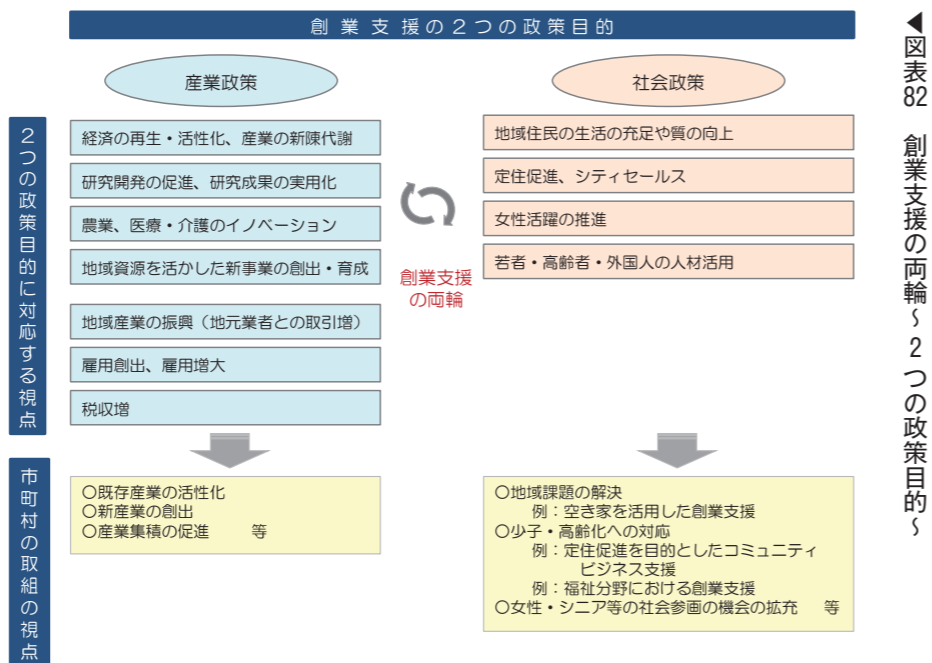 ◀図表82 創業支援の両輪～2つの政策目的～
創業支援の2つの政策目的
産業政策
社会政策
2つの政策目的に対応する視点
経済の再生・活性化、産業の新陳代謝
研究開発の促進、研究成果の実用化
農業、医療・介護のイノベーション
地域資源を活かした新事業の創出・育成
地域産業の振興（地元業者との取引増）
雇用創出、雇用増大
税収増
創業支援
の両輪
地域住民の生活の充足や質の向上
定住促進、シティセールス
女性活躍の推進
若者・高齢者・外国人の人材活用
市町村の取組の視点
○既存産業の活性化
○新産業の創出
○産業集積の促進 等
○地域課題の解決
例：空き家を活用した創業支援
○少子・高齢化への対応
例：定住促進を目的としたコミュニティ
ビジネス支援
例：福祉分野における創業支援
○女性・シニア等の社会参画の機会の拡充 等